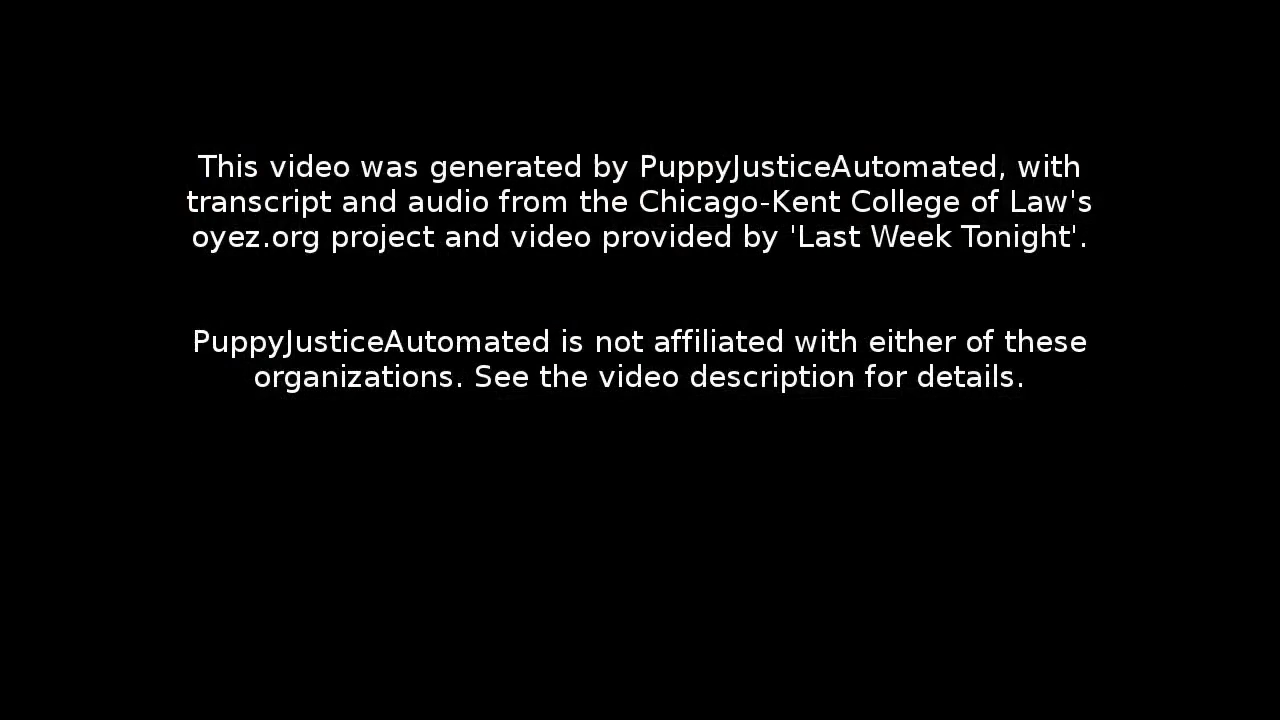 This video was generated by PuppyJusticeAutomated, with
transcript and audio from the Chicago-Kent College of Law's
oyez.org project and video provided by 'Last Week Tonight'.
PuppyJusticeAutomated is not affiliated with either of these
organizations. See the video description for details.